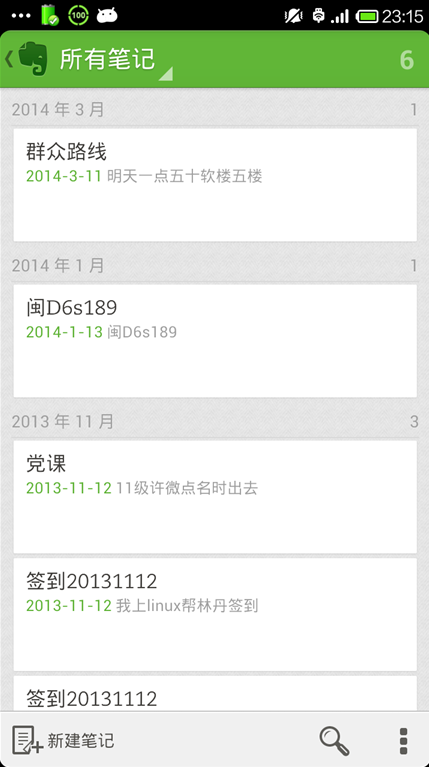 100
23:15
所有笔记
6
2014 年 3 月
1
群众路线
2014-3-11 明天一点五十软楼五楼
2014 年 1 月
1
闽D6s189
2014-1-13 闽D6s189
2013 年 11 月
3
党课
2013-11-12 11级许微点名时出去
签到20131112
2013-11-12 我上linux帮林丹签到
签到20131112
新建笔记